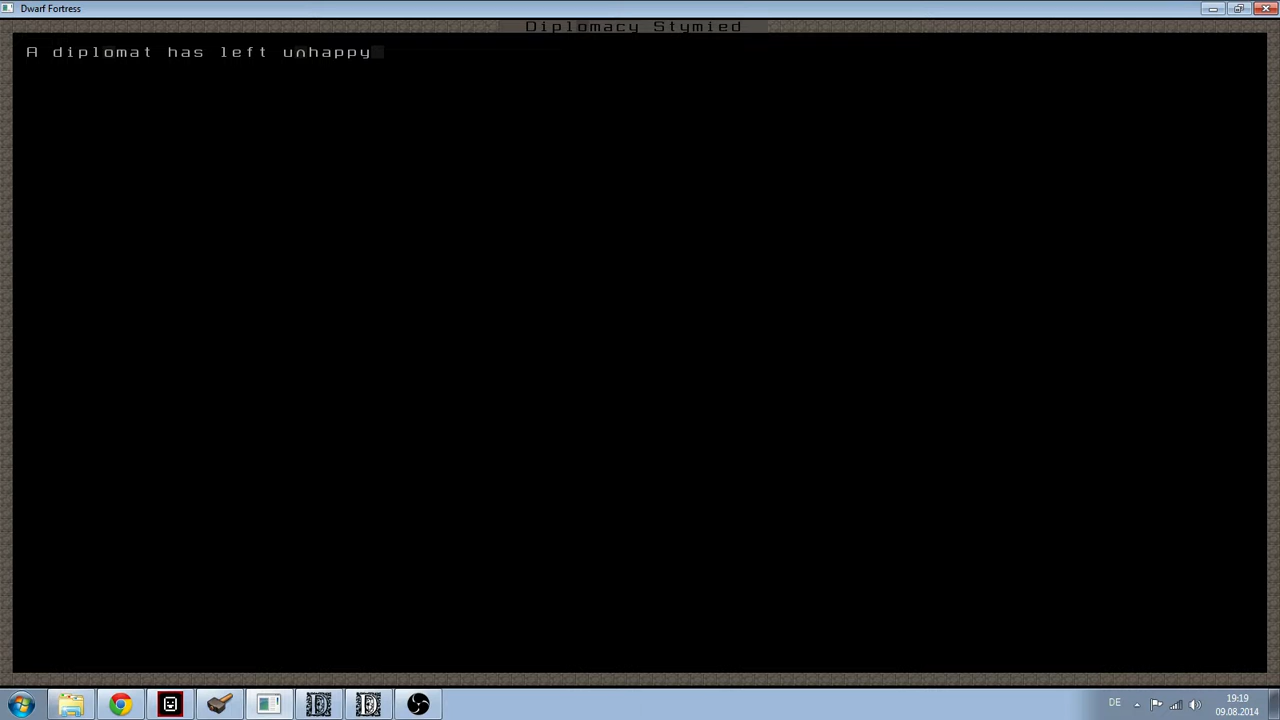 Dwarf Fortress
Diplomacy Stymied
A diplomat has left unhappy
DE
19:19
09.08.2014